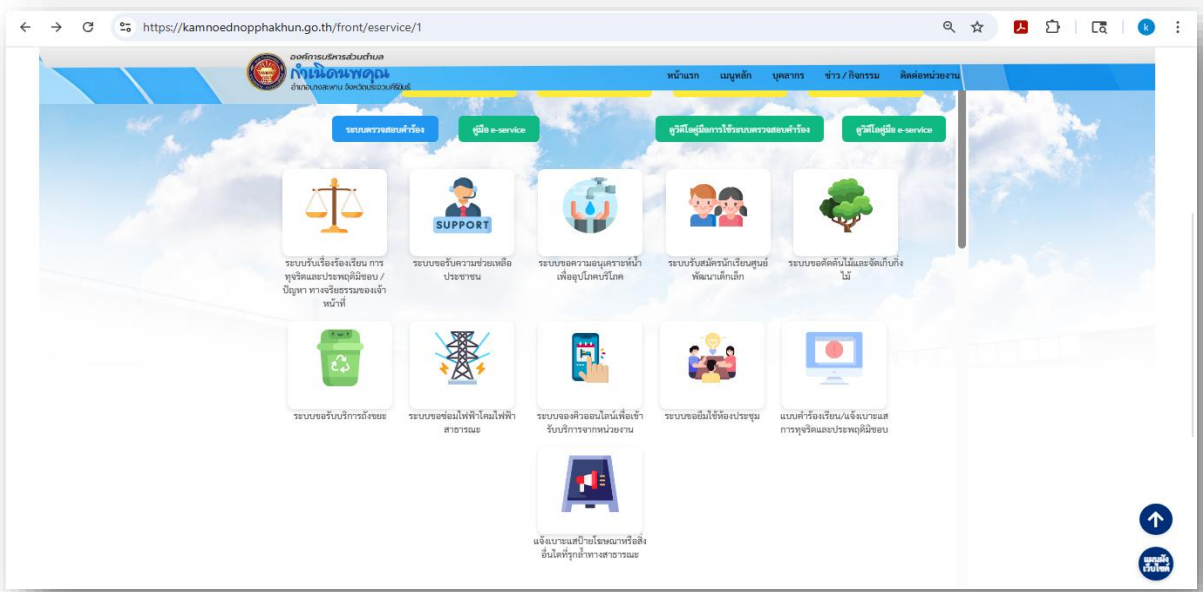 https://kamnoednopphakhun.go.th/front/eservice/1
k
องค์การบริหารส่วนตำบล
กำเนิดนพคุณ
อำเภอบางสะพาน จังหวัดประจวบคีรีขันธ์
หน้าแรก เมนูหลัก บุคลากร ข่าว / กิจกรรม ติดต่อหน่วยงาน
ระบบตรวจสอบคำร้อง คู่มือ e-service ดูวิดีโอคู่มือการใช้ระบบตรวจสอบคำร้อง ดูวิดีโอคู่มือ e-service
SUPPORT
ระบบรับเรื่องร้องเรียน การ
ทุจริตและประพฤติมิชอบ /
ปัญหา ทางจริยธรรมของเจ้า
หน้าที่
ระบบขอรับความช่วยเหลือ
ประชาชน
ระบบขอความอนุเคราะห์น้ำ
เพื่ออุปโภคบริโภค
ระบบรับสมัครนักเรียนศูนย์
พัฒนาเด็กเล็ก
ระบบขอตัดต้นไม้และจัดเก็บกิ่ง
ไม้
ระบบขอรับบริการถังขยะ
ระบบขอซ่อมไฟฟ้าโคมไฟฟ้า
สาธารณะ
ระบบจองคิวออนไลน์เพื่อเข้า
รับบริการจากหน่วยงาน
ระบบขอยืมใช้ห้องประชุม
แบบคำร้องเรียน/แจ้งเบาะแส
การทุจริตและประพฤติมิชอบ
แจ้งเบาะแสป้ายโฆษณาหรือสิ่ง
อื่นใดที่รุกล้ำทางสาธารณะ
แผนผัง
เว็บไซต์